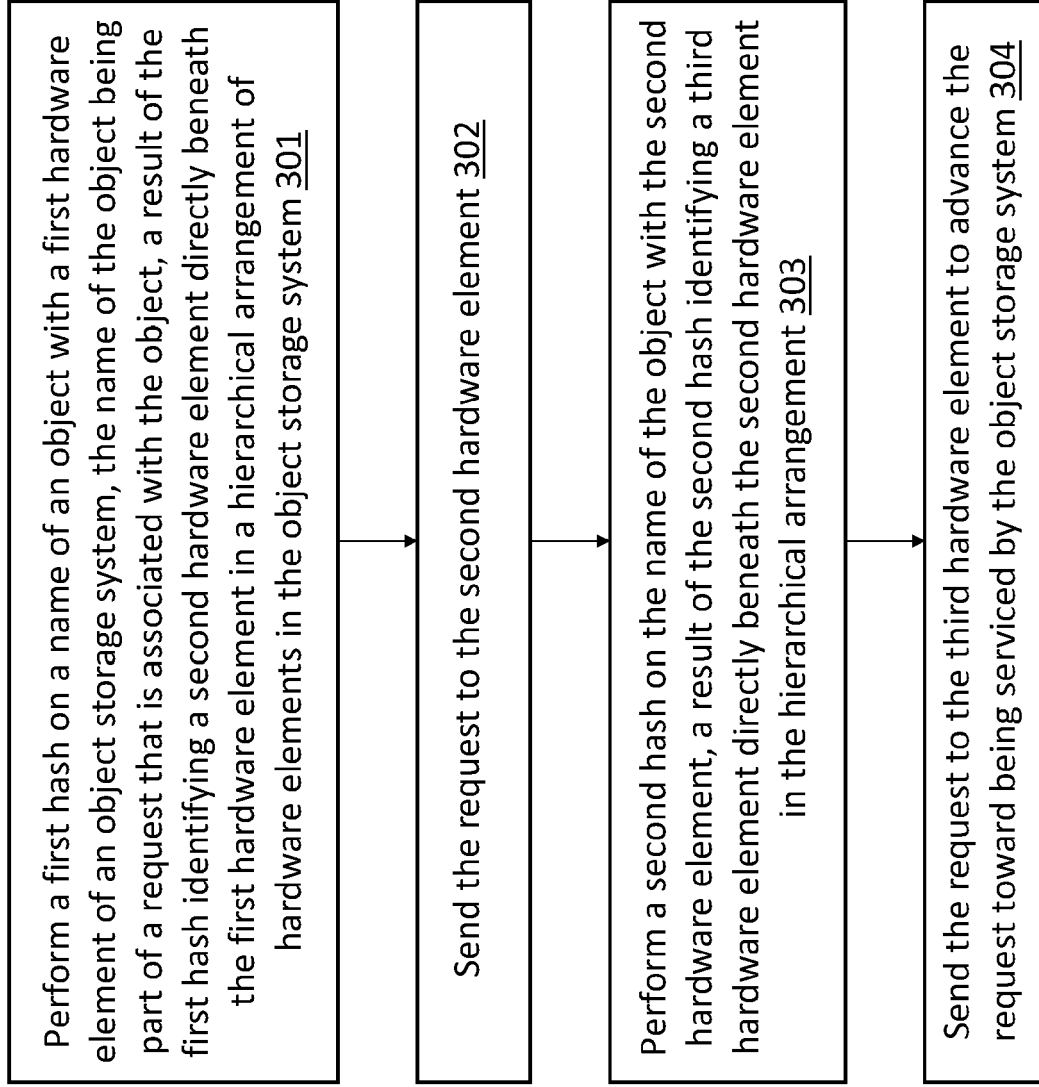 Perform a first hash on a name of an object with a first hardware
element of an object storage system, the name of the object being
part of a request that is associated with the object, a result of the
first hash identifying a second hardware element directly beneath
the first hardware element in a hierarchical arrangement of
hardware elements in the object storage system 301
Send the request to the second hardware element 302
Perform a second hash on the name of the object with the second
hardware element, a result of the second hash identifying a third
hardware element directly beneath the second hardware element
in the hierarchical arrangement 303
Send the request to the third hardware element to advance the
request toward being serviced by the object storage system 304